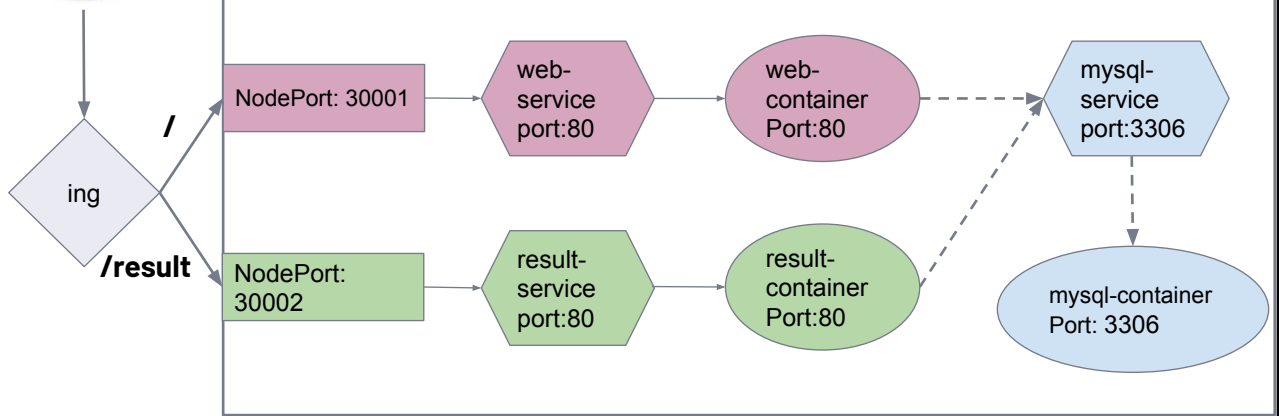 /
NodePort: 30001
web-
service
port:80
web-
container
Port:80
mysql-
service
port:3306
ing
/result
NodePort:
30002
result-
service
port:80
result-
container
Port:80
mysql-container
Port: 3306